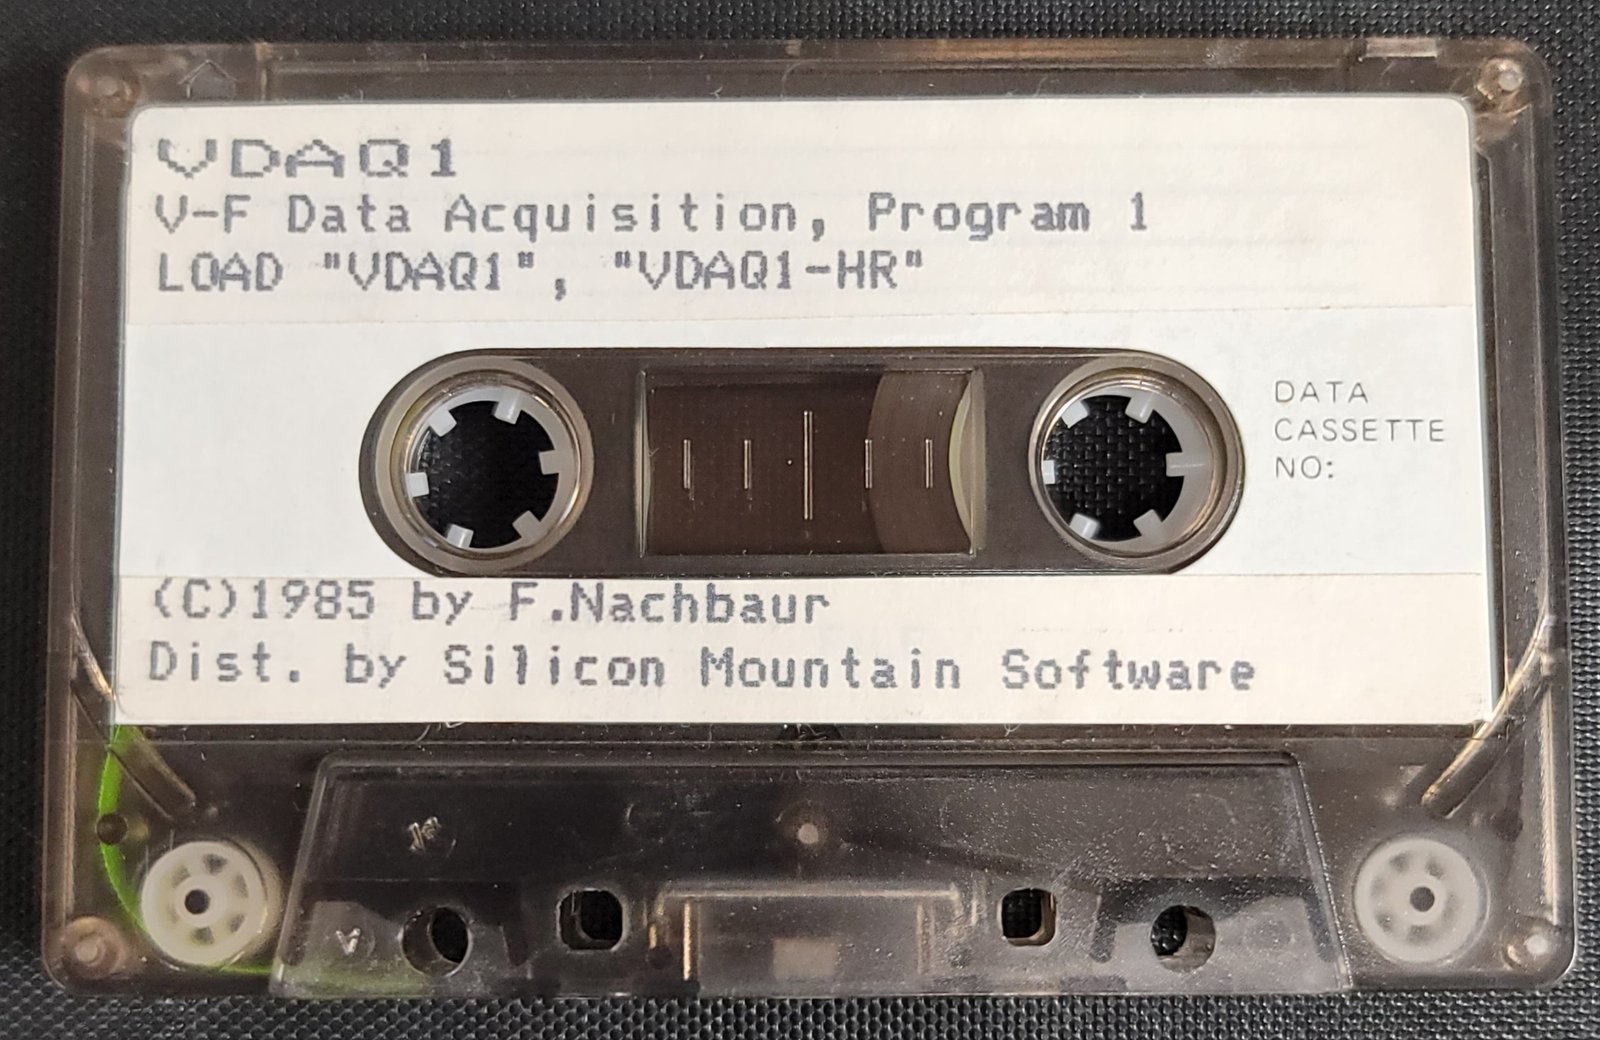 VDAQ1
V-F Data Acquisition, Program 1
LOAD "VDAQ1", "VDAQ1-HR"
DATA
CASSETTE
NO:
(C)1985 by F.Nachbaur
Dist. by Silicon Mountain Software